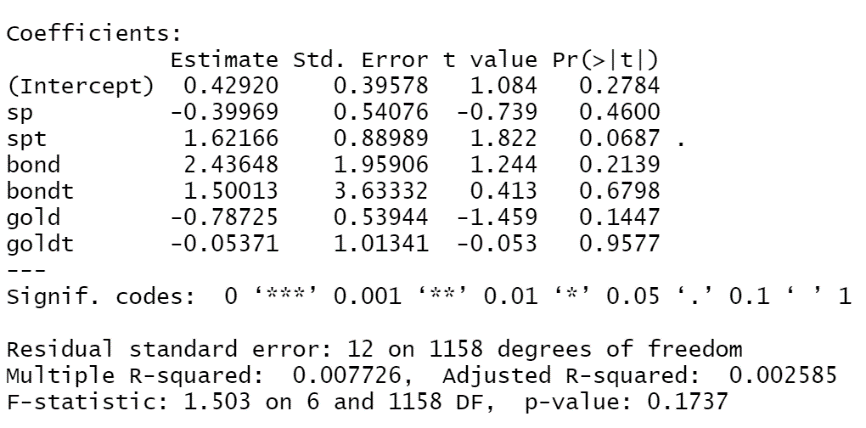 Coefficients:
Estimate Std. Error t value Pr(>|t|)
(Intercept) 0.42920 0.39578 1.084 0.2784
sp -0.39969 0.54076 -0.739 0.4600
spt 1.62166 0.88989 1.822 0.0687 .
bond 2.43648 1.95906 1.244 0.2139
bondt 1.50013 3.63332 0.413 0.6798
gold -0.78725 0.53944 -1.459 0.1447
goldt -0.05371 1.01341 -0.053 0.9577
---
Signif. codes: 0 ‘***’ 0.001 ‘**’ 0.01 ‘*’ 0.05 ‘.’ 0.1 ‘ ’ 1
Residual standard error: 12 on 1158 degrees of freedom
Multiple R-squared: 0.007726, Adjusted R-squared: 0.002585
F-statistic: 1.503 on 6 and 1158 DF, p-value: 0.1737